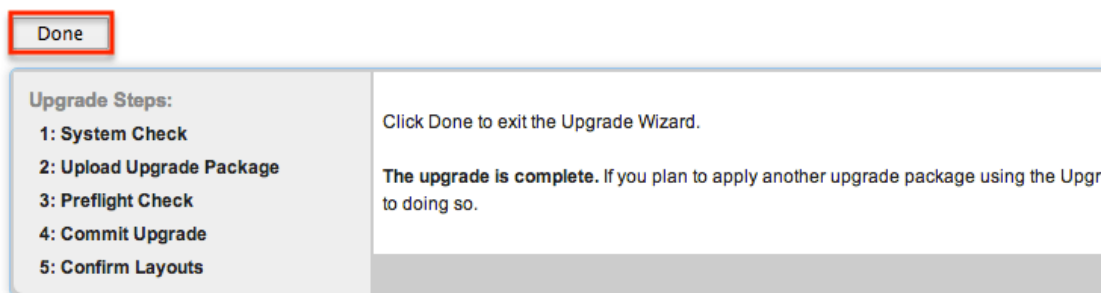 Done
Upgrade Steps:
1: System Check
2: Upload Upgrade Package
3: Preflight Check
4: Commit Upgrade
5: Confirm Layouts
Click Done to exit the Upgrade Wizard.
The upgrade is complete. If you plan to apply another upgrade package using the Upgr
to doing so.